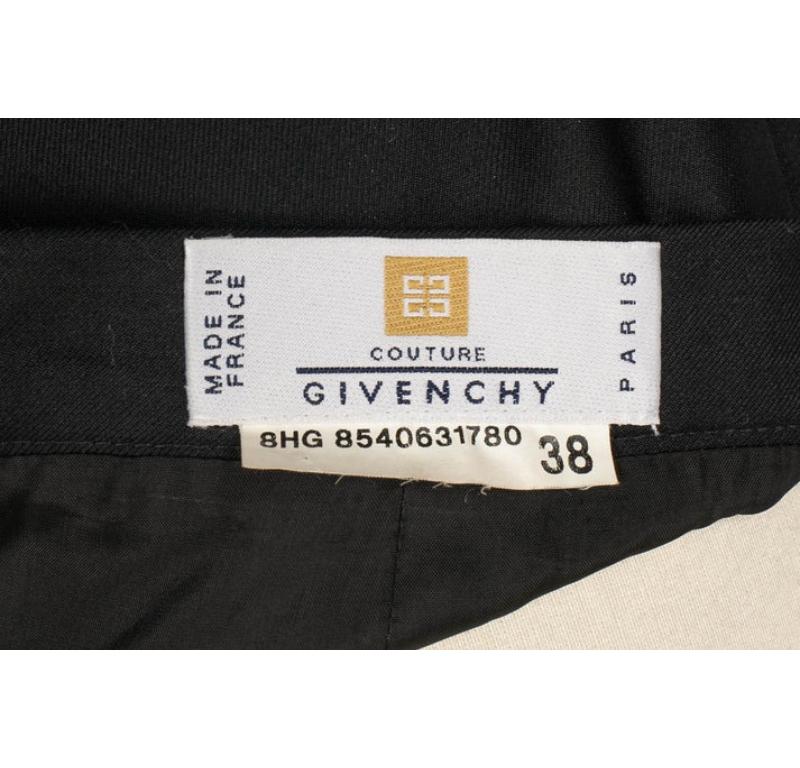 MADE IN
FRANCE
COUTURE
GIVENCHY
PARIS
8HG 8540631780
38